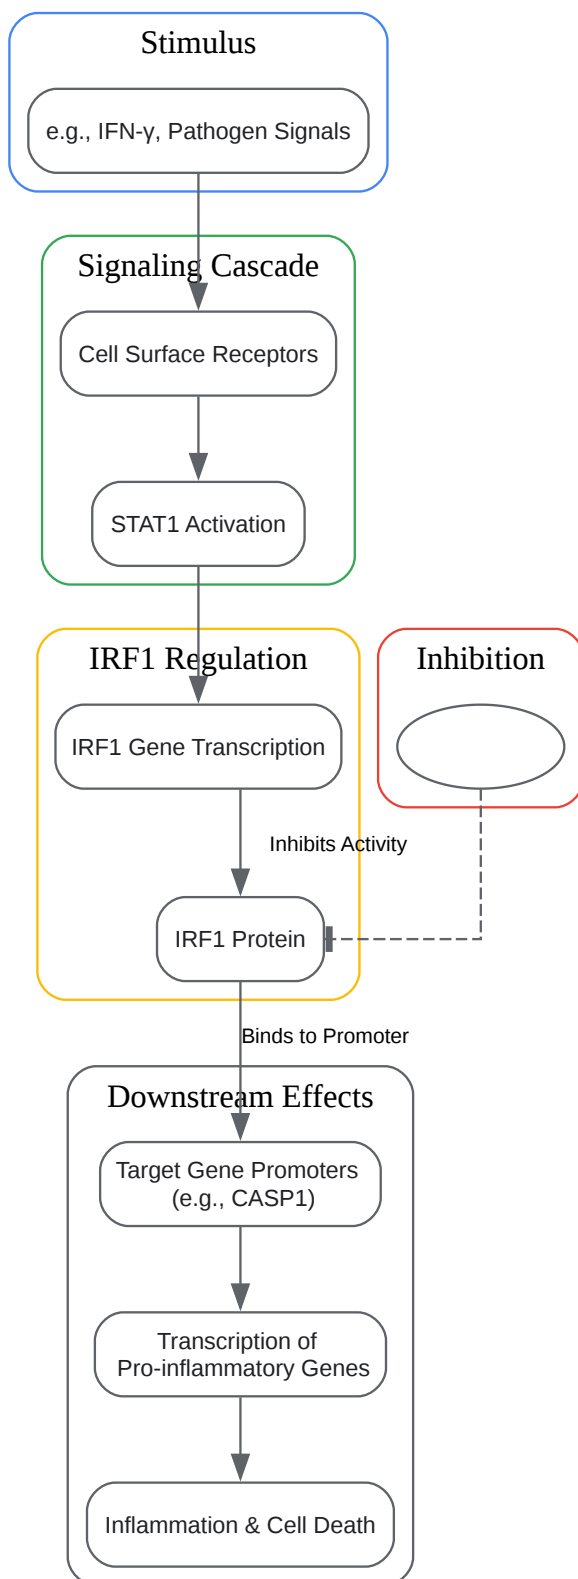 Stimulus
e.g., IFN-γ, Pathogen Signals
Signaling Cascade
Cell Surface Receptors
STAT1 Activation
IRF1 Regulation
Inhibition
IRF1 Gene Transcription
Inhibits Activity
IRF1 Protein
Binds to Promoter
Downstream Effects
Target Gene Promoters
(e.g., CASP1)
Transcription of
Pro-inflammatory Genes
Inflammation & Cell Death